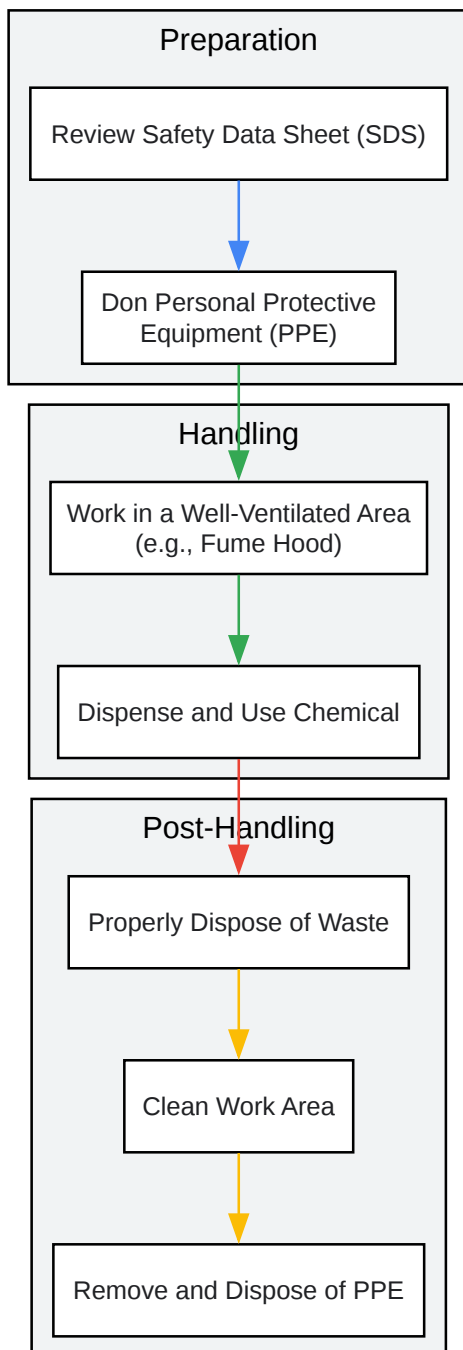 Preparation
Review Safety Data Sheet (SDS)
Don Personal Protective
Equipment (PPE)
Handling
Work in a Well-Ventilated Area
(e.g., Fume Hood)
Dispense and Use Chemical
Post-Handling
Properly Dispose of Waste
Clean Work Area
Remove and Dispose of PPE